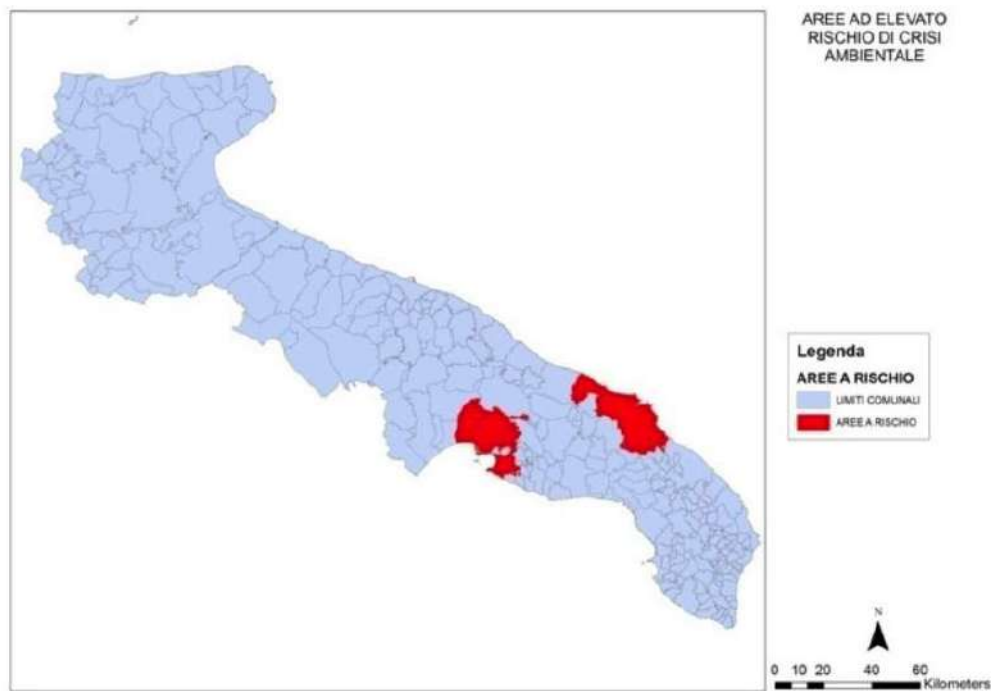 AREE AD ELEVATO
RISCHIO DI CRISI
AMBIENTALE
Legenda
AREE A RISCHIO
LIMITI COMUNALI
AREE A RISCHIO
N
0 10 20 40 60
Kilometers